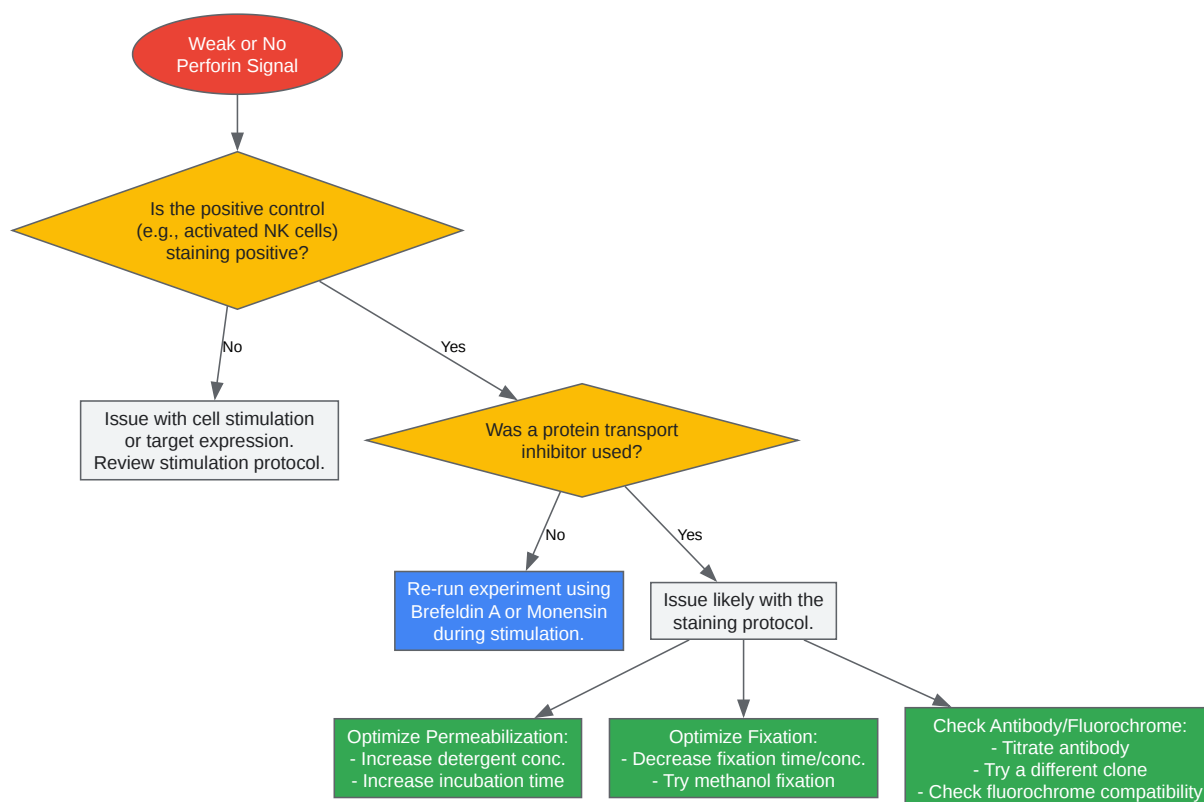 Weak or No
Perforin Signal
Is the positive control
(e.g., activated NK cells)
staining positive?
No
Yes
Issue with cell stimulation
or target expression.
Review stimulation protocol.
Was a protein transport
inhibitor used?
No
Yes
Re-run experiment using
Brefeldin A or Monensin
during stimulation.
Issue likely with the
staining protocol.
Optimize Permeabilization:
- Increase detergent conc.
- Increase incubation time
Optimize Fixation:
- Decrease fixation time/conc.
- Try methanol fixation
Check Antibody/Fluorochrome:
- Titrate antibody
- Try a different clone
- Check fluorochrome compatibility